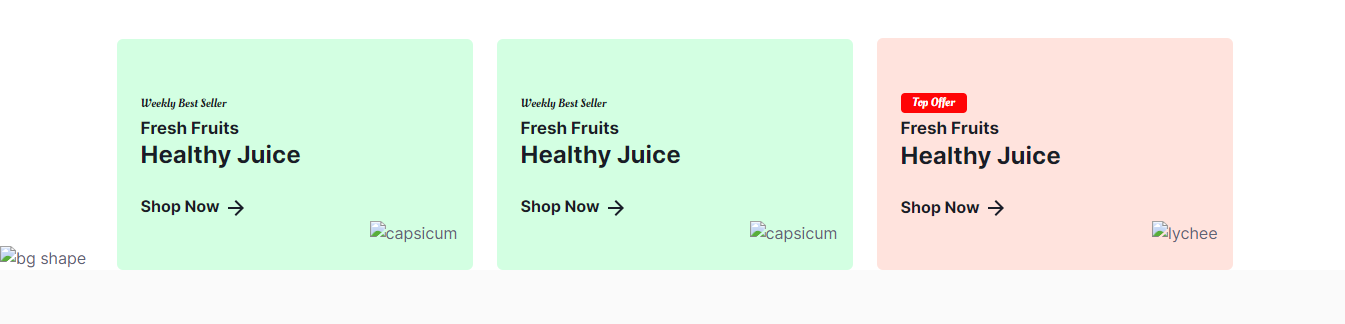 Weekly Best Seller
Fresh Fruits
Healthy Juice
Shop Now
capsicum
Weekly Best Seller
Fresh Fruits
Healthy Juice
Shop Now
capsicum
Top Offer
Fresh Fruits
Healthy Juice
Shop Now
lychee
bg shape